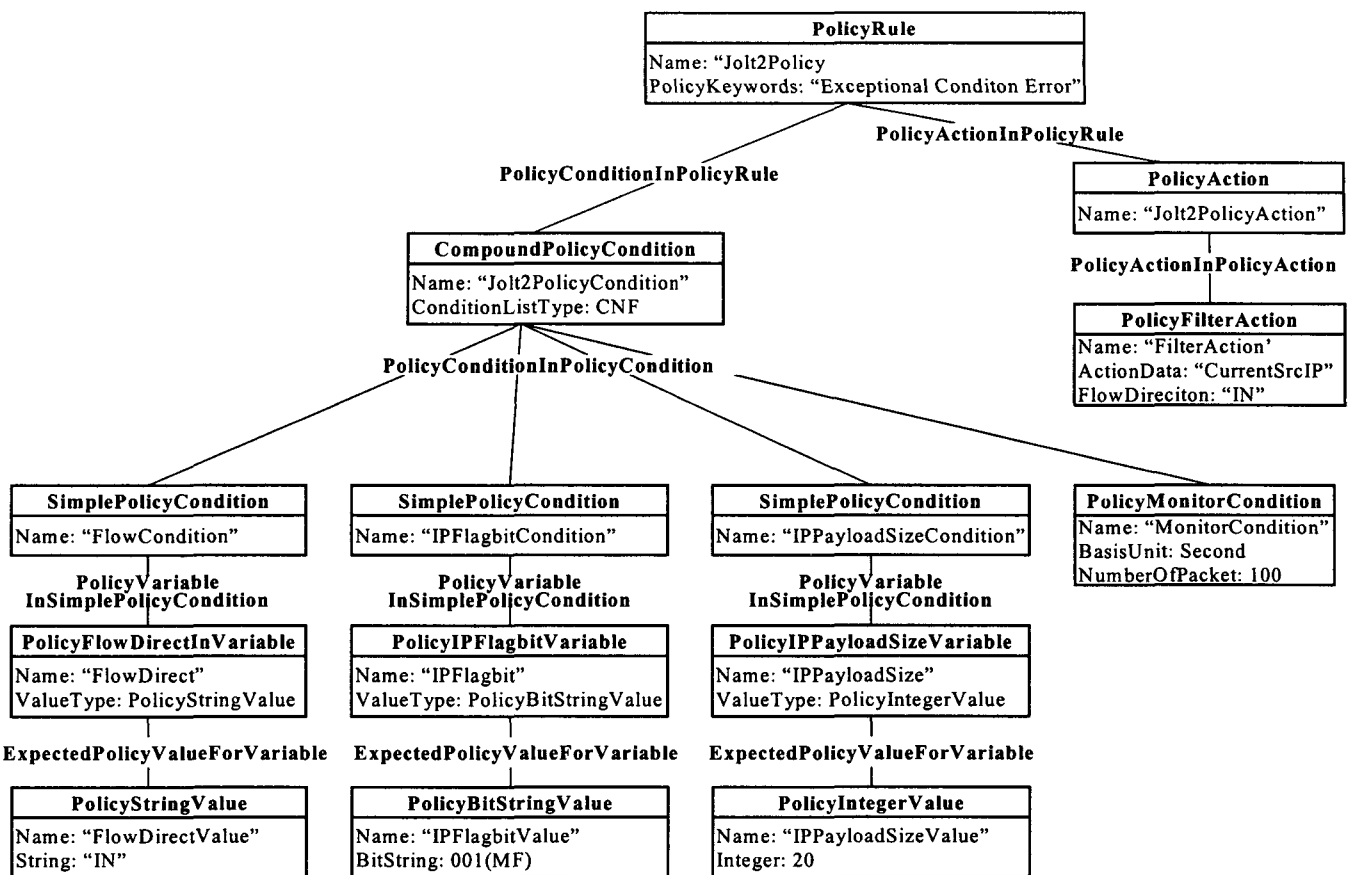 PolicyRule
Name: “Jolt2Policy
PolicyKeywords: “Exceptional Conditon Error”
PolicyActionInPolicyRule
PolicyConditionInPolicyRule
PolicyAction
Name: “Jolt2PolicyAction”
CompoundPolicyCondition
Name: “Jolt2PolicyCondition”
ConditionListType: CNF
PolicyActionInPolicyAction
PolicyFilterAction
Name: “FilterAction’
ActionData: “CurrentSrcIP”
FlowDireciton: “IN”
PolicyConditionInPolicyCondition
SimplePolicyCondition
Name: “FlowCondition”
SimplePolicyCondition
Name: “IPFlagbitCondition”
SimplePolicyCondition
Name: “IPPayloadSizeCondition”
PolicyMonitorCondition
Name: “MonitorCondition”
BasisUnit: Second
NumberOfPacket: 100
PolicyVariable
InSimplePolicyCondition
PolicyVariable
InSimplePolicyCondition
PolicyVariable
InSimplePolicyCondition
PolicyFlowDirectInVariable
Name: “FlowDirect”
ValueType: PolicyStringValue
PolicyIPFlagbitVariable
Name: “IPFlagbit”
ValueType: PolicyBitStringValue
PolicyIPPayloadSizeVariable
Name: “IPPayloadSize”
ValueType: PolicyIntegerValue
ExpectedPolicyValueForVariable
ExpectedPolicyValueForVariable
ExpectedPolicyValueForVariable
PolicyStringValue
Name: “FlowDirectValue”
String: “IN”
PolicyBitStringValue
Name: “IPFlagbitValue”
BitString: 001(MF)
PolicyIntegerValue
Name: “IPPayloadSizeValue”
Integer: 20